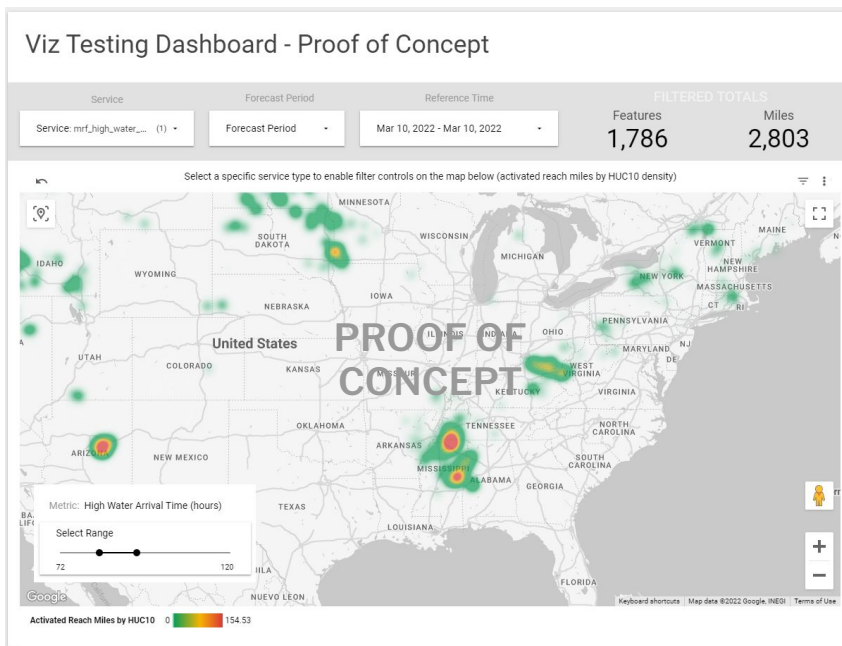 Viz Testing Dashboard - Proof of Concept
Service
Forecast Period
Reference Time
FILTERED TOTALS
Service: mrf_high_water_... (1)
Forecast Period
Mar 10, 2022 - Mar 10, 2022
Features
1,786
Miles
2,803
Select a specific service type to enable filter controls on the map below (activated reach miles by HUC10 density)
MINNESOTA
MAINE
SOUTH
DAKOTA
WISCONSIN
VERMONT
MICHIGAN
IDAHO
NEW
HAMPSHIRE
WYOMING
NEW YORK
MASSACHUSETTS
IOWA
NEBRASKA
CT RI
PENNSYLVANIA
PROOF OF
CONCEPT
ILLINOIS
INDIANA
OHIO
United States
NJ
MARYLAND
DE
UTAH
COLORADO
KANSAS
MISSOURI
WEST
VIRGINIA
KENTUCKY
VIRGINIA
OKLAHOMA
TENNESSEE
NORTH
CAROLINA
ARKANSAS
ARIZONA
NEW MEXICO
MISSISSIPPI
SOUTH
CAROLINA
ALABAMA
GEORGIA
Metric: High Water Arrival Time (hours)
TEXAS
LOUISIANA
Select Range
72
120
FLORIDA
NUEVO LEON
Google
Keyboard shortcuts
Map data ©2022 Google, INEGI
Terms of Use
Activated Reach Miles by HUC10
0
154.53